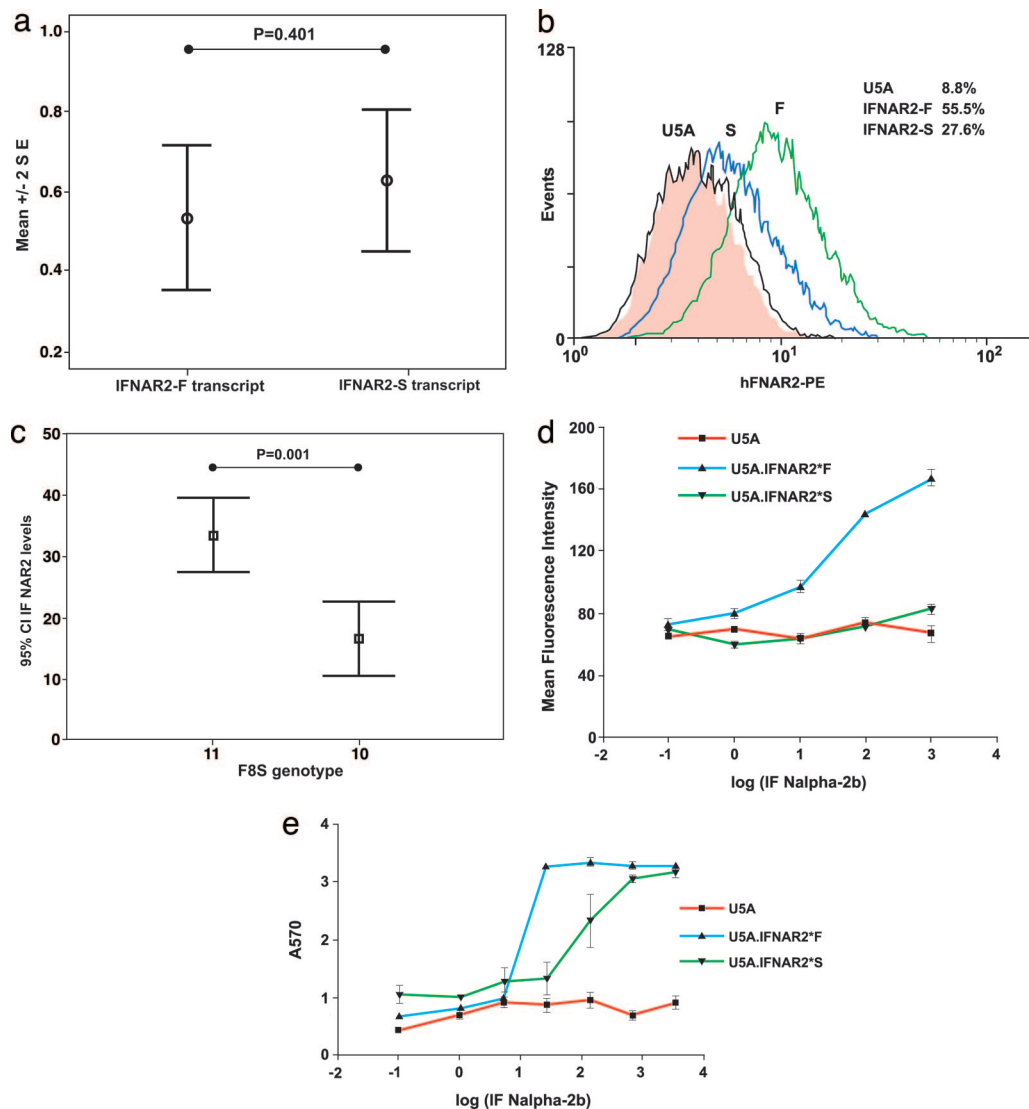 a
P=0.401
Mean +/- 2 S E
1.0
0.8
0.6
0.4
0.2
IFNAR2-F transcript
IFNAR2-S transcript
b
128
Events
0
U5A
S
F
U5A 8.8%
IFNAR2-F 55.5%
IFNAR2-S 27.6%
10^0
10^1
10^2
hFNAR2-PE
c
P=0.001
95% CI IF NAR2 levels
50
40
30
20
10
0
11
10
F8S genotype
d
Mean Fluorescence Intensity
200
160
120
80
40
0
U5A
U5A.IFNAR2*F
U5A.IFNAR2*S
-2 -1 0 1 2 3 4
log (IF Nalpha-2b)
e
A570
4
3
2
1
0
U5A
U5A.IFNAR2*F
U5A.IFNAR2*S
-2 -1 0 1 2 3 4
log (IF Nalpha-2b)